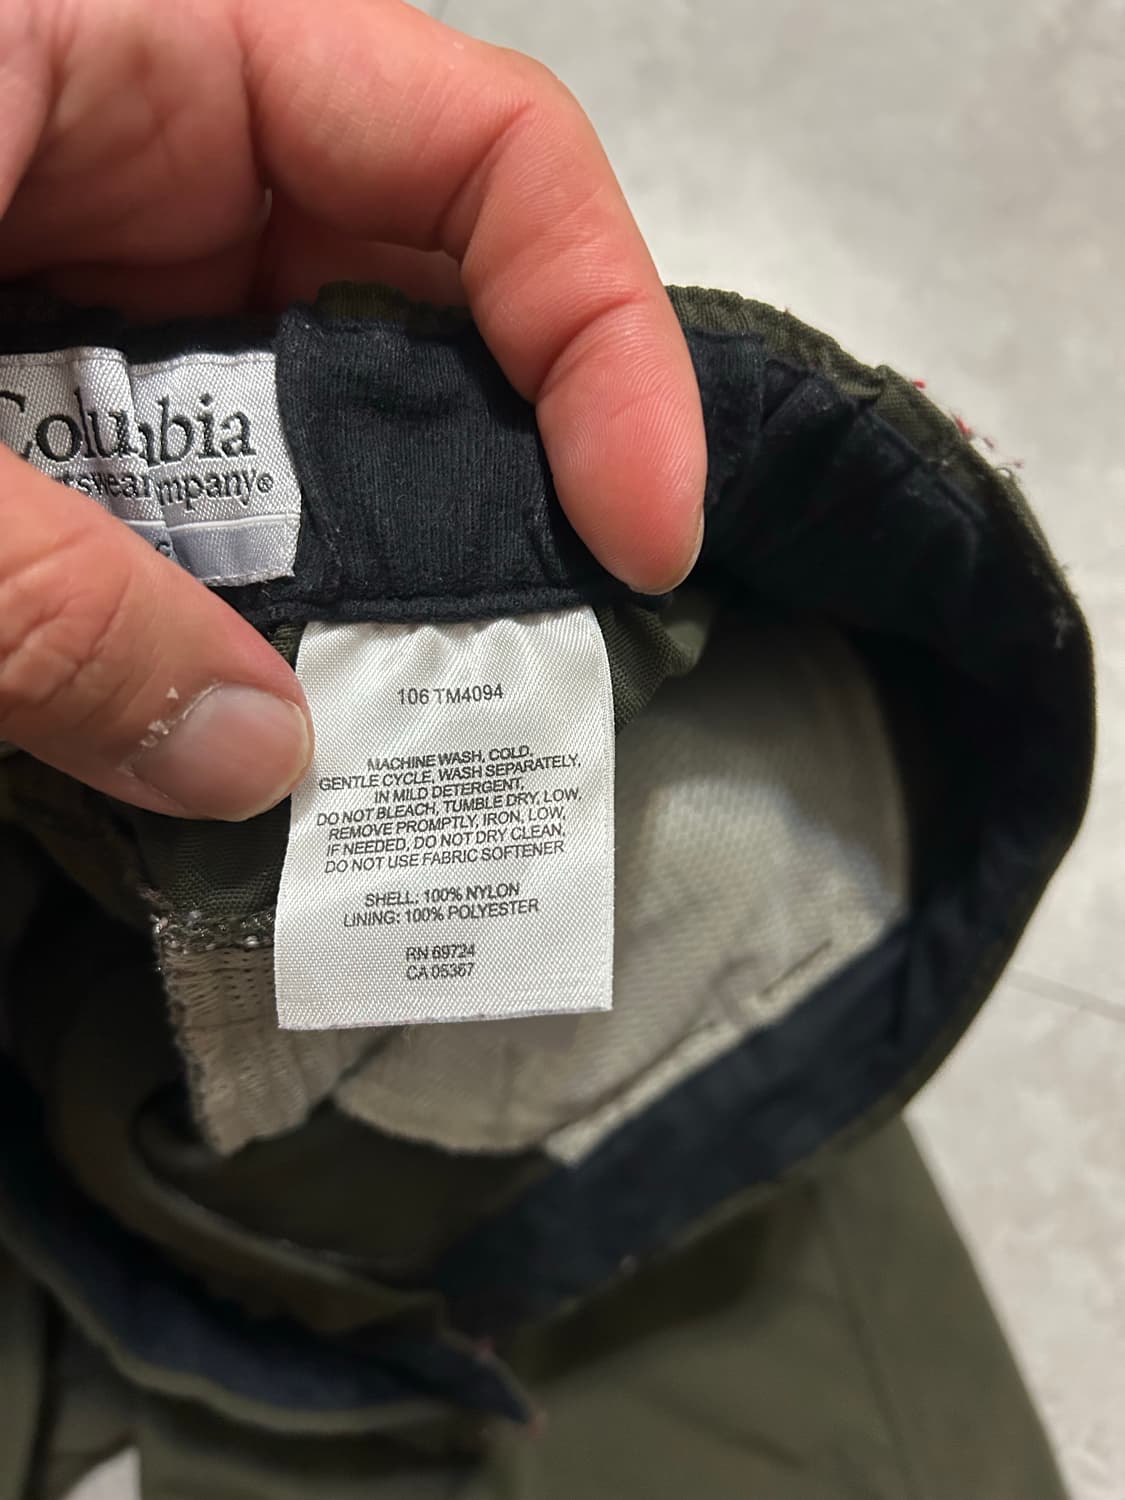 Columbia
mpany®
106 TM4094
MACHINE WASH, COLD,
GENTLE CYCLE, WASH SEPARATELY,
IN MILD DETERGENT,
DO NOT BLEACH, TUMBLE DRY, LOW,
REMOVE PROMPTLY, IRON, LOW,
IF NEEDED, DO NOT DRY CLEAN,
DO NOT USE FABRIC SOFTENER
SHELL: 100% NYLON
LINING: 100% POLYESTER
RN 69724
CA 05367